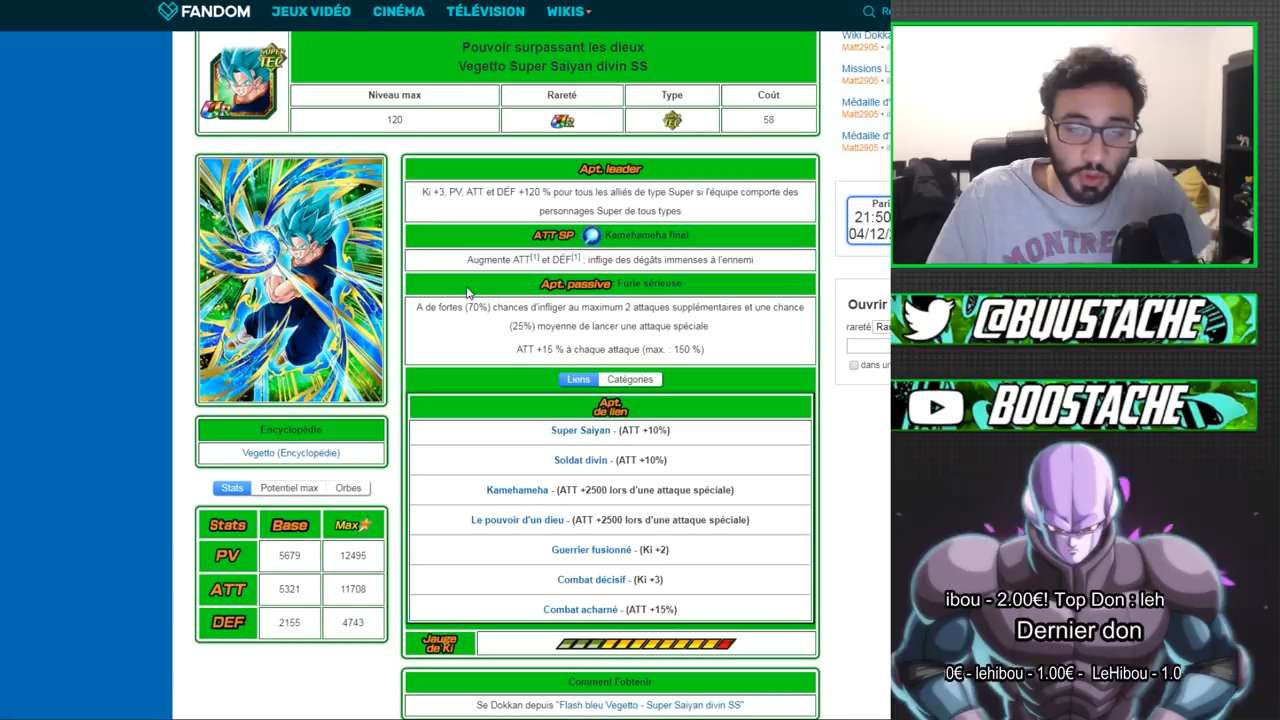 FANDOM
JEUX VIDÉO
CINÉMA
TÉLÉVISION
WIKIS
Pouvoir surpassant les dieux
Vegetto Super Saiyan divin SS
SUPER
TEC
Niveau max
Rareté
Type
Coût
120
UR
TEC
58
Apt. leader
Ki +3, PV, ATT et DÉF +120 % pour tous les alliés de type Super si l'équipe comporte des
personnages Super de tous types
ATT SP: Kamehameha final
Augmente ATT[1] et DÉF[1] : inflige des dégâts immenses à l'ennemi
Apt. passive: Furie sérieuse
A de fortes (70%) chances d'infliger au maximum 2 attaques supplémentaires et une chance
(25%) moyenne de lancer une attaque spéciale
ATT +15 % à chaque attaque (max. : 150 %)
Liens
Catégories
Apt.
de lien
Super Saiyan - (ATT +10%)
Soldat divin - (ATT +10%)
Kamehameha - (ATT +2500 lors d'une attaque spéciale)
Le pouvoir d'un dieu - (ATT +2500 lors d'une attaque spéciale)
Guerrier fusionné - (Ki +2)
Combat décisif - (Ki +3)
Combat acharné - (ATT +15%)
Jauge
de Ki
Comment l'obtenir
Se Dokkan depuis "Flash bleu Vegetto - Super Saiyan divin SS"
Encyclopédie
Vegetto (Encyclopédie)
Stats
Potentiel max
Orbes
Stats
Base
Max
PV
5679
12495
ATT
5321
11708
DEF
2155
4743
Wiki Dokka
Matt2905 •
Missions L
Matt2905 •
Médaille d'
Matt2905 •
Médaille d'
Matt2905 •
Pari
21:50
04/12/
Ouvrir
rareté
dans un
MONTRE
@BUUSTACHE
BOOSTACHE
ibou - 2.00€! Top Don : leh
Dernier don
0€ - lehibou - 1.00€ - LeHibou - 1.0